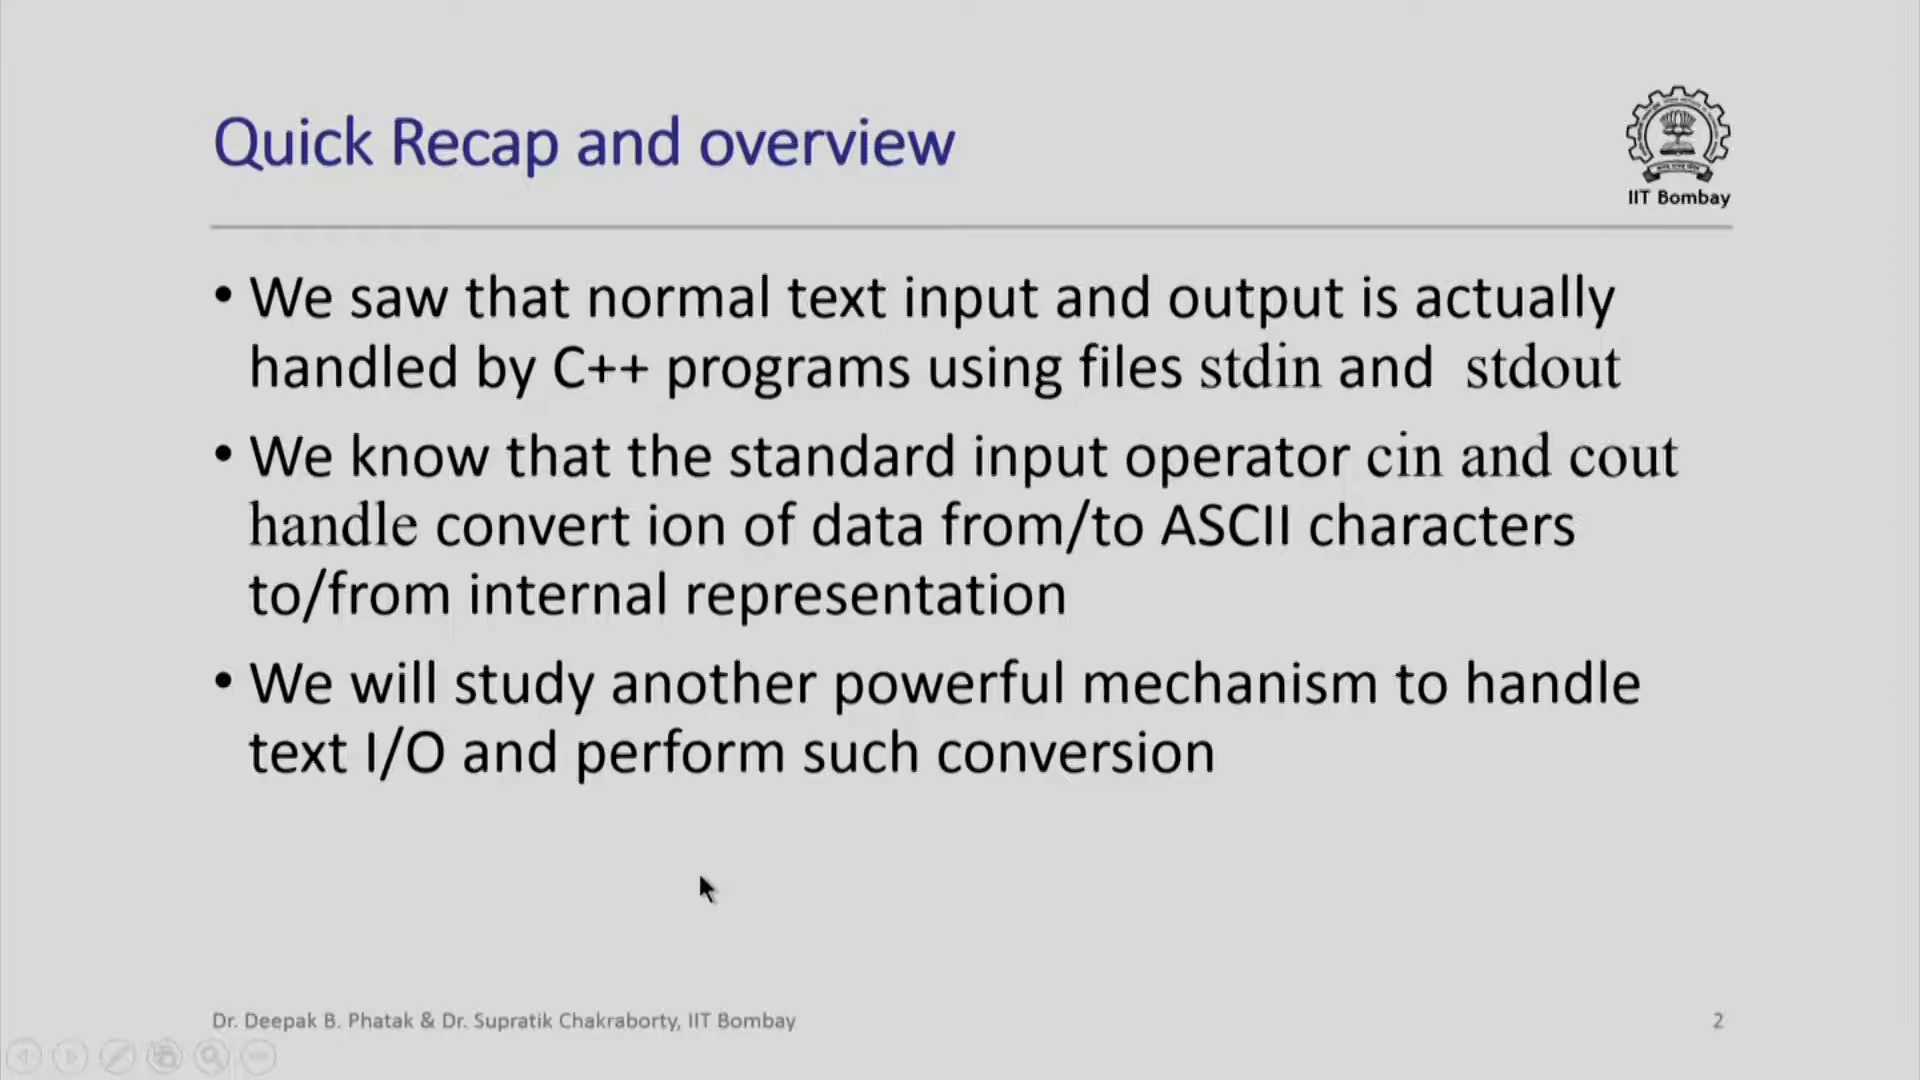 Quick Recap and overview
IIT Bombay
• We saw that normal text input and output is actually
handled by C++ programs using files stdin and stdout
• We know that the standard input operator cin and cout
handle convert ion of data from/to ASCII characters
to/from internal representation
• We will study another powerful mechanism to handle
text I/O and perform such conversion
Dr. Deepak B. Phatak & Dr. Supratik Chakraborty, IIT Bombay
2